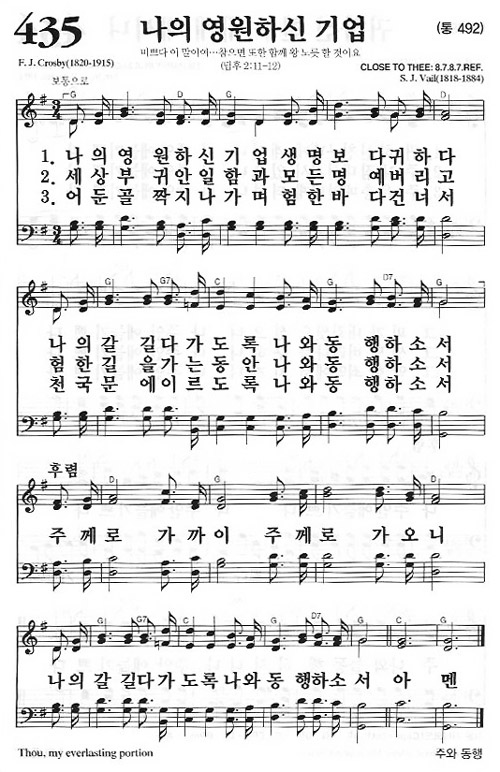 435 나의 영원하신 기업 (통 492)
미쁘다 이 말이여…참으면 또한 함께 왕 노릇 할 것이요
F. J. Crosby(1820-1915) (딤후 2:11-12) CLOSE TO THEE: 8.7.8.7.REF.
보통으로 S. J. Vail(1818-1884)
G C G D
1. 나의영 원하신기업생명보 다귀하다
2. 세상부 귀안일함과모든명 예버리고
3. 어둔골 짝지나가며험한바 다건너서
G G7 C G D7 G
나의갈 길다가도록나와동 행하소서
험한길 을가는동안나와동 행하소서
천국문 에이르도록나와동 행하소서
후렴
D G D G
주께로 가까이 주께로 가오니
G G7 C G D7 G C G
나의갈 길다가도록나와동 행하소서 아 멘
Thou, my everlasting portion 주와 동행